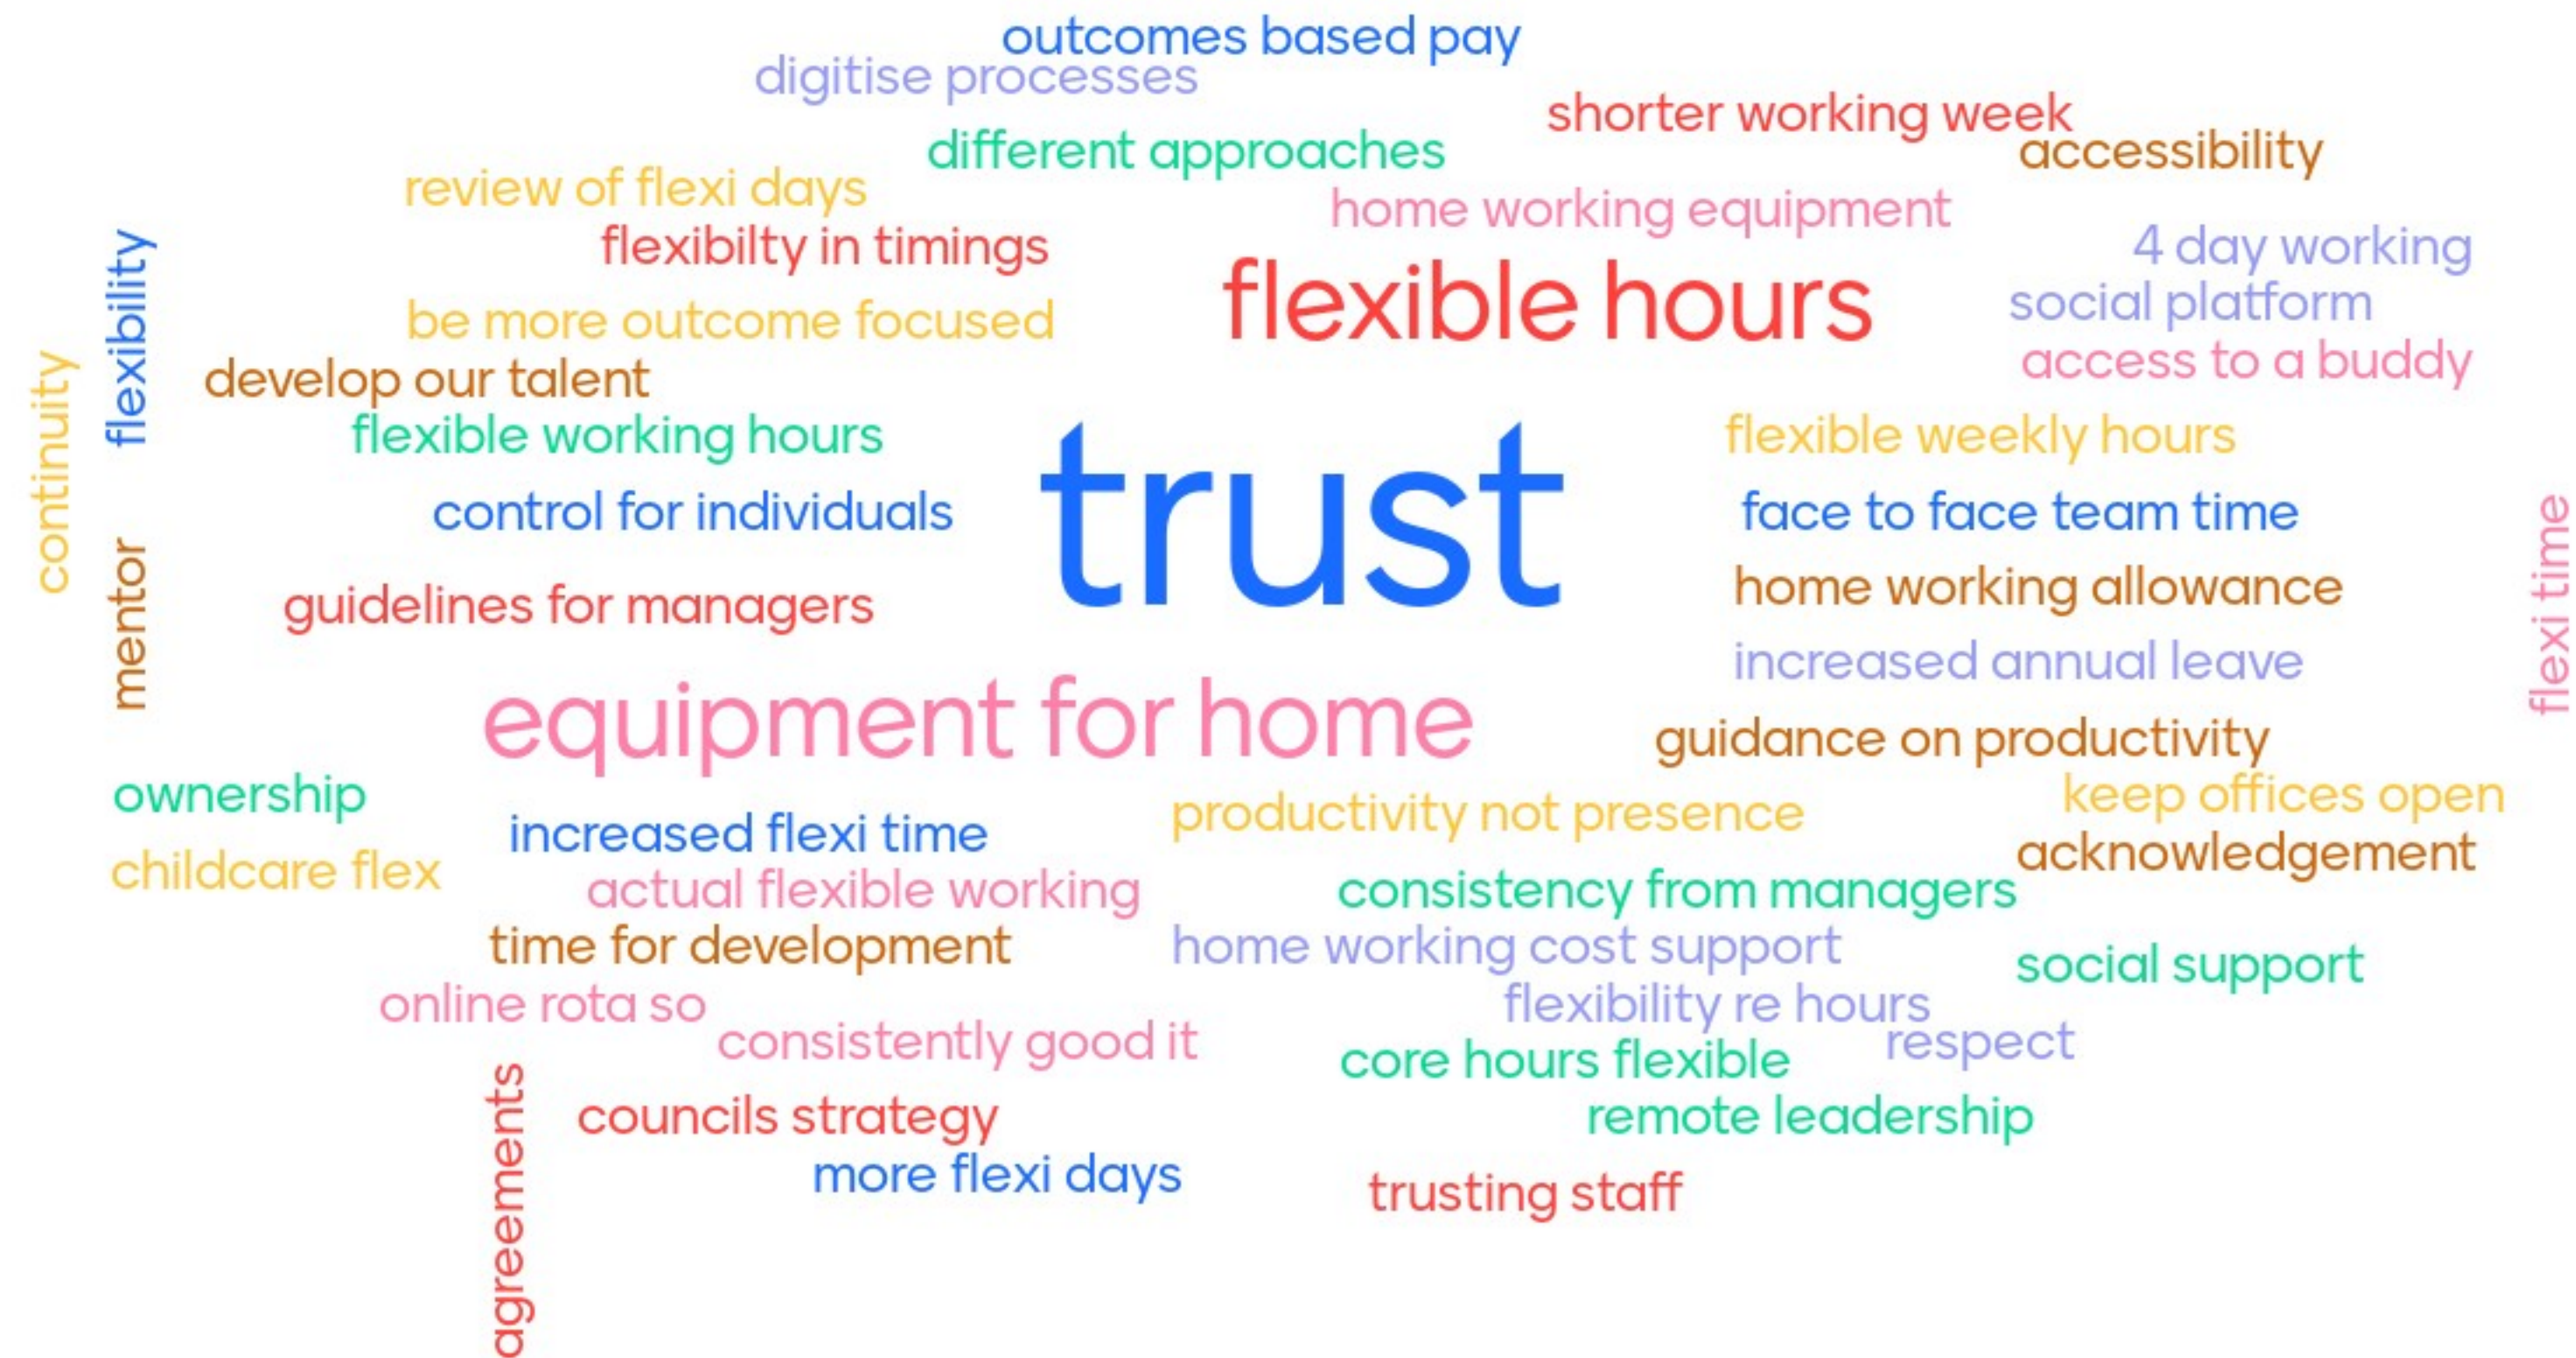 outcomes based pay
digitise processes
shorter working week
different approaches
accessibility
review of flexi days
home working equipment
flexibilty in timings
4 day working
flexible hours
social platform
be more outcome focused
flexibility
access to a buddy
develop our talent
continuity
flexible working hours
flexible weekly hours
trust
control for individuals
face to face team time
home working allowance
flexi time
mentor
guidelines for managers
increased annual leave
equipment for home
guidance on productivity
ownership
keep offices open
productivity not presence
increased flexi time
acknowledgement
childcare flex
actual flexible working
consistency from managers
time for development
home working cost support
social support
online rota so
flexibility re hours
consistently good it
respect
core hours flexible
agreements
councils strategy
remote leadership
more flexi days
trusting staff